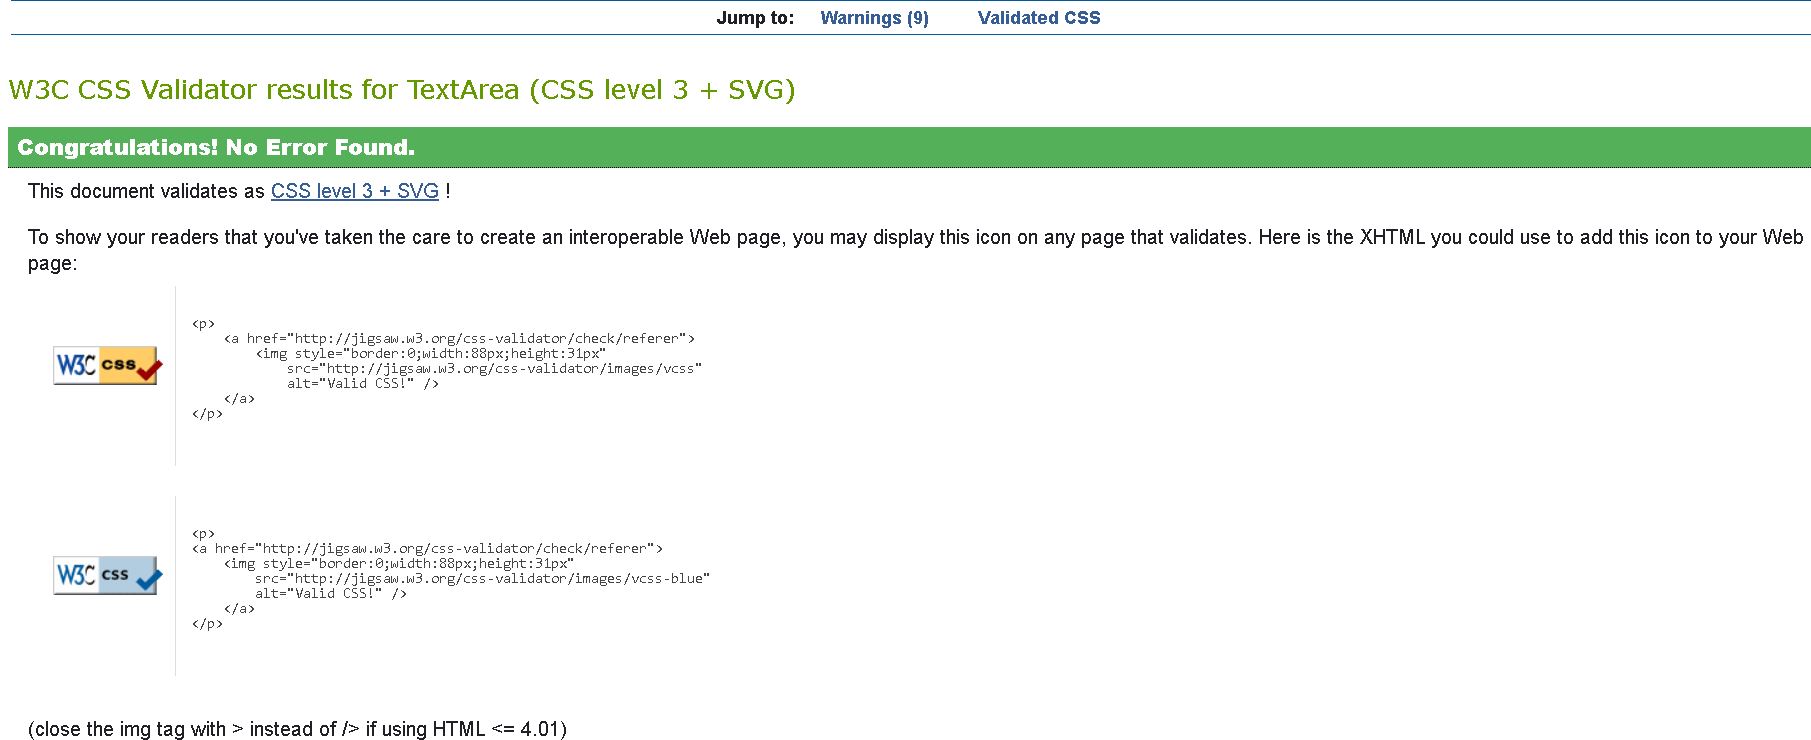 Jump to: Warnings (9) Validated CSS
W3C CSS Validator results for TextArea (CSS level 3 + SVG)
Congratulations! No Error Found.
This document validates as CSS level 3 + SVG !
To show your readers that you've taken the care to create an interoperable Web page, you may display this icon on any page that validates. Here is the XHTML you could use to add this icon to your Web
page:
W3C css
<p>
<a href="http://jigsaw.w3.org/css-validator/check/referer">
<img style="border:0;width:88px;height:31px"
src="http://jigsaw.w3.org/css-validator/images/vcss"
alt="Valid CSS!" />
</a>
</p>
W3C css
<p>
<a href="http://jigsaw.w3.org/css-validator/check/referer">
<img style="border:0;width:88px;height:31px"
src="http://jigsaw.w3.org/css-validator/images/vcss-blue"
alt="Valid CSS!" />
</a>
</p>
(close the img tag with > instead of /> if using HTML <= 4.01)